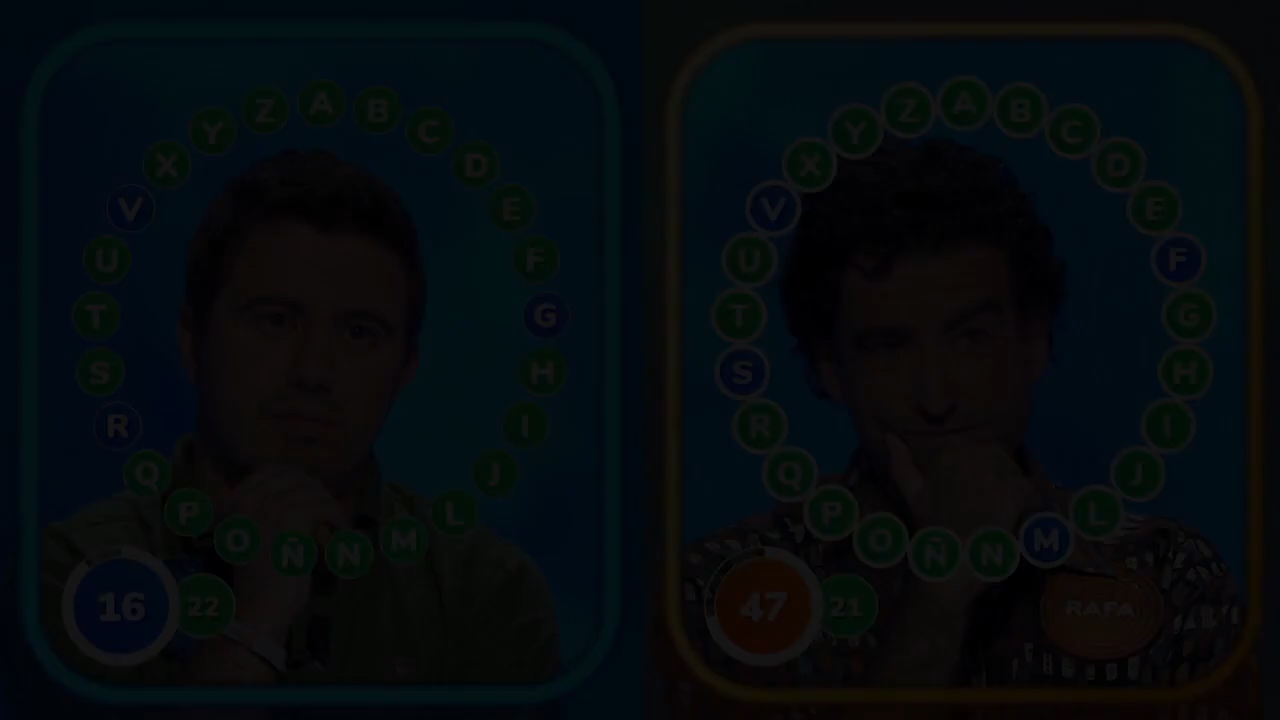 A B C D E F G H I J L M N Ñ O P Q R S T U V X Y Z
16 22
A B C D E F G H I J L M N Ñ O P Q R S T U V X Y Z
47 21
RAFA